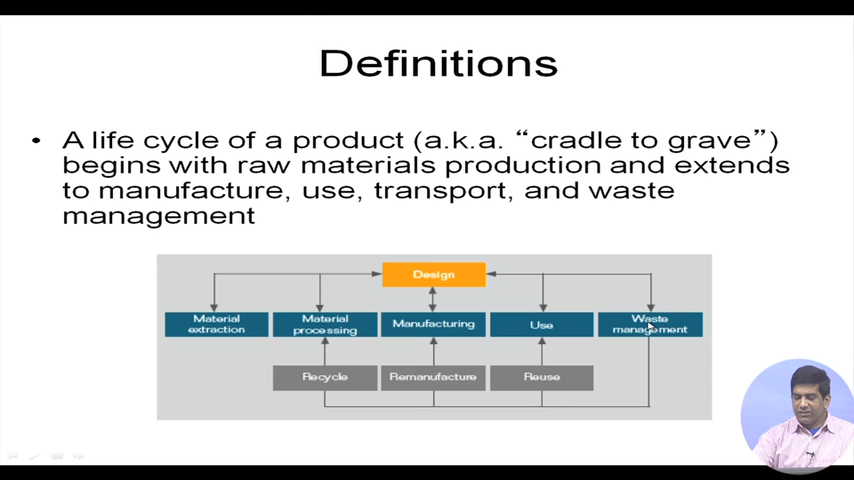 Definitions
• A life cycle of a product (a.k.a. “cradle to grave”)
begins with raw materials production and extends
to manufacture, use, transport, and waste
management
Design
Material
extraction
Material
processing
Manufacturing
Use
Waste
management
Recycle
Remanufacture
Reuse